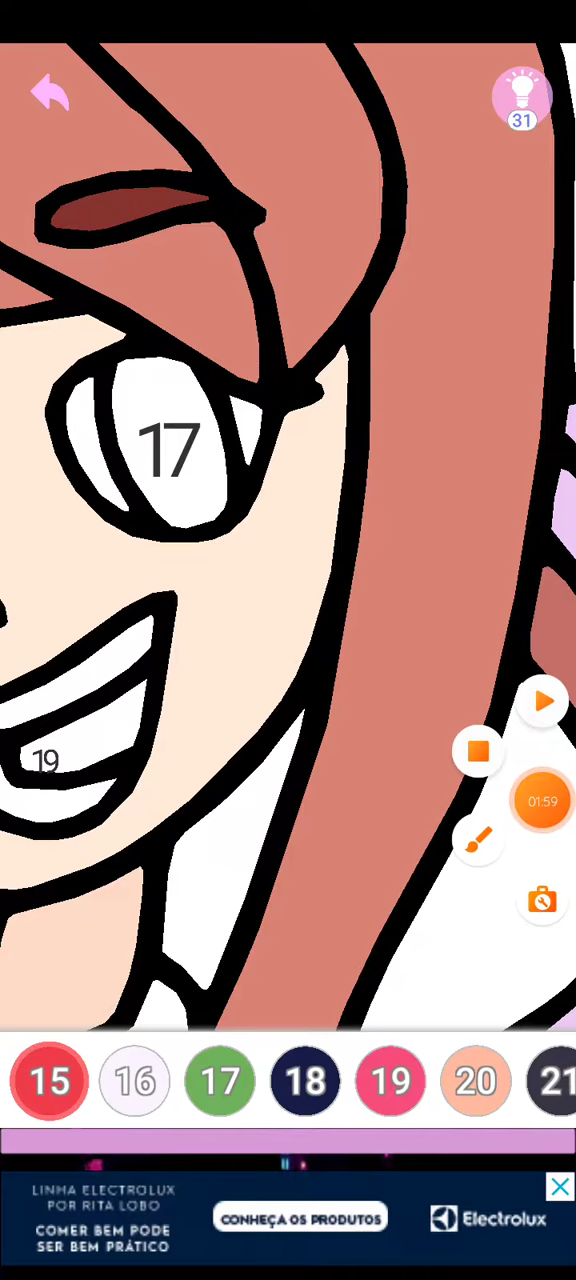 31
17
19
01:59
15 16 17 18 19 20 21
LINHA ELECTROLUX
POR RITA LOBO
COMER BEM PODE
SER BEM PRÁTICO
CONHEÇA OS PRODUTOS
Electrolux